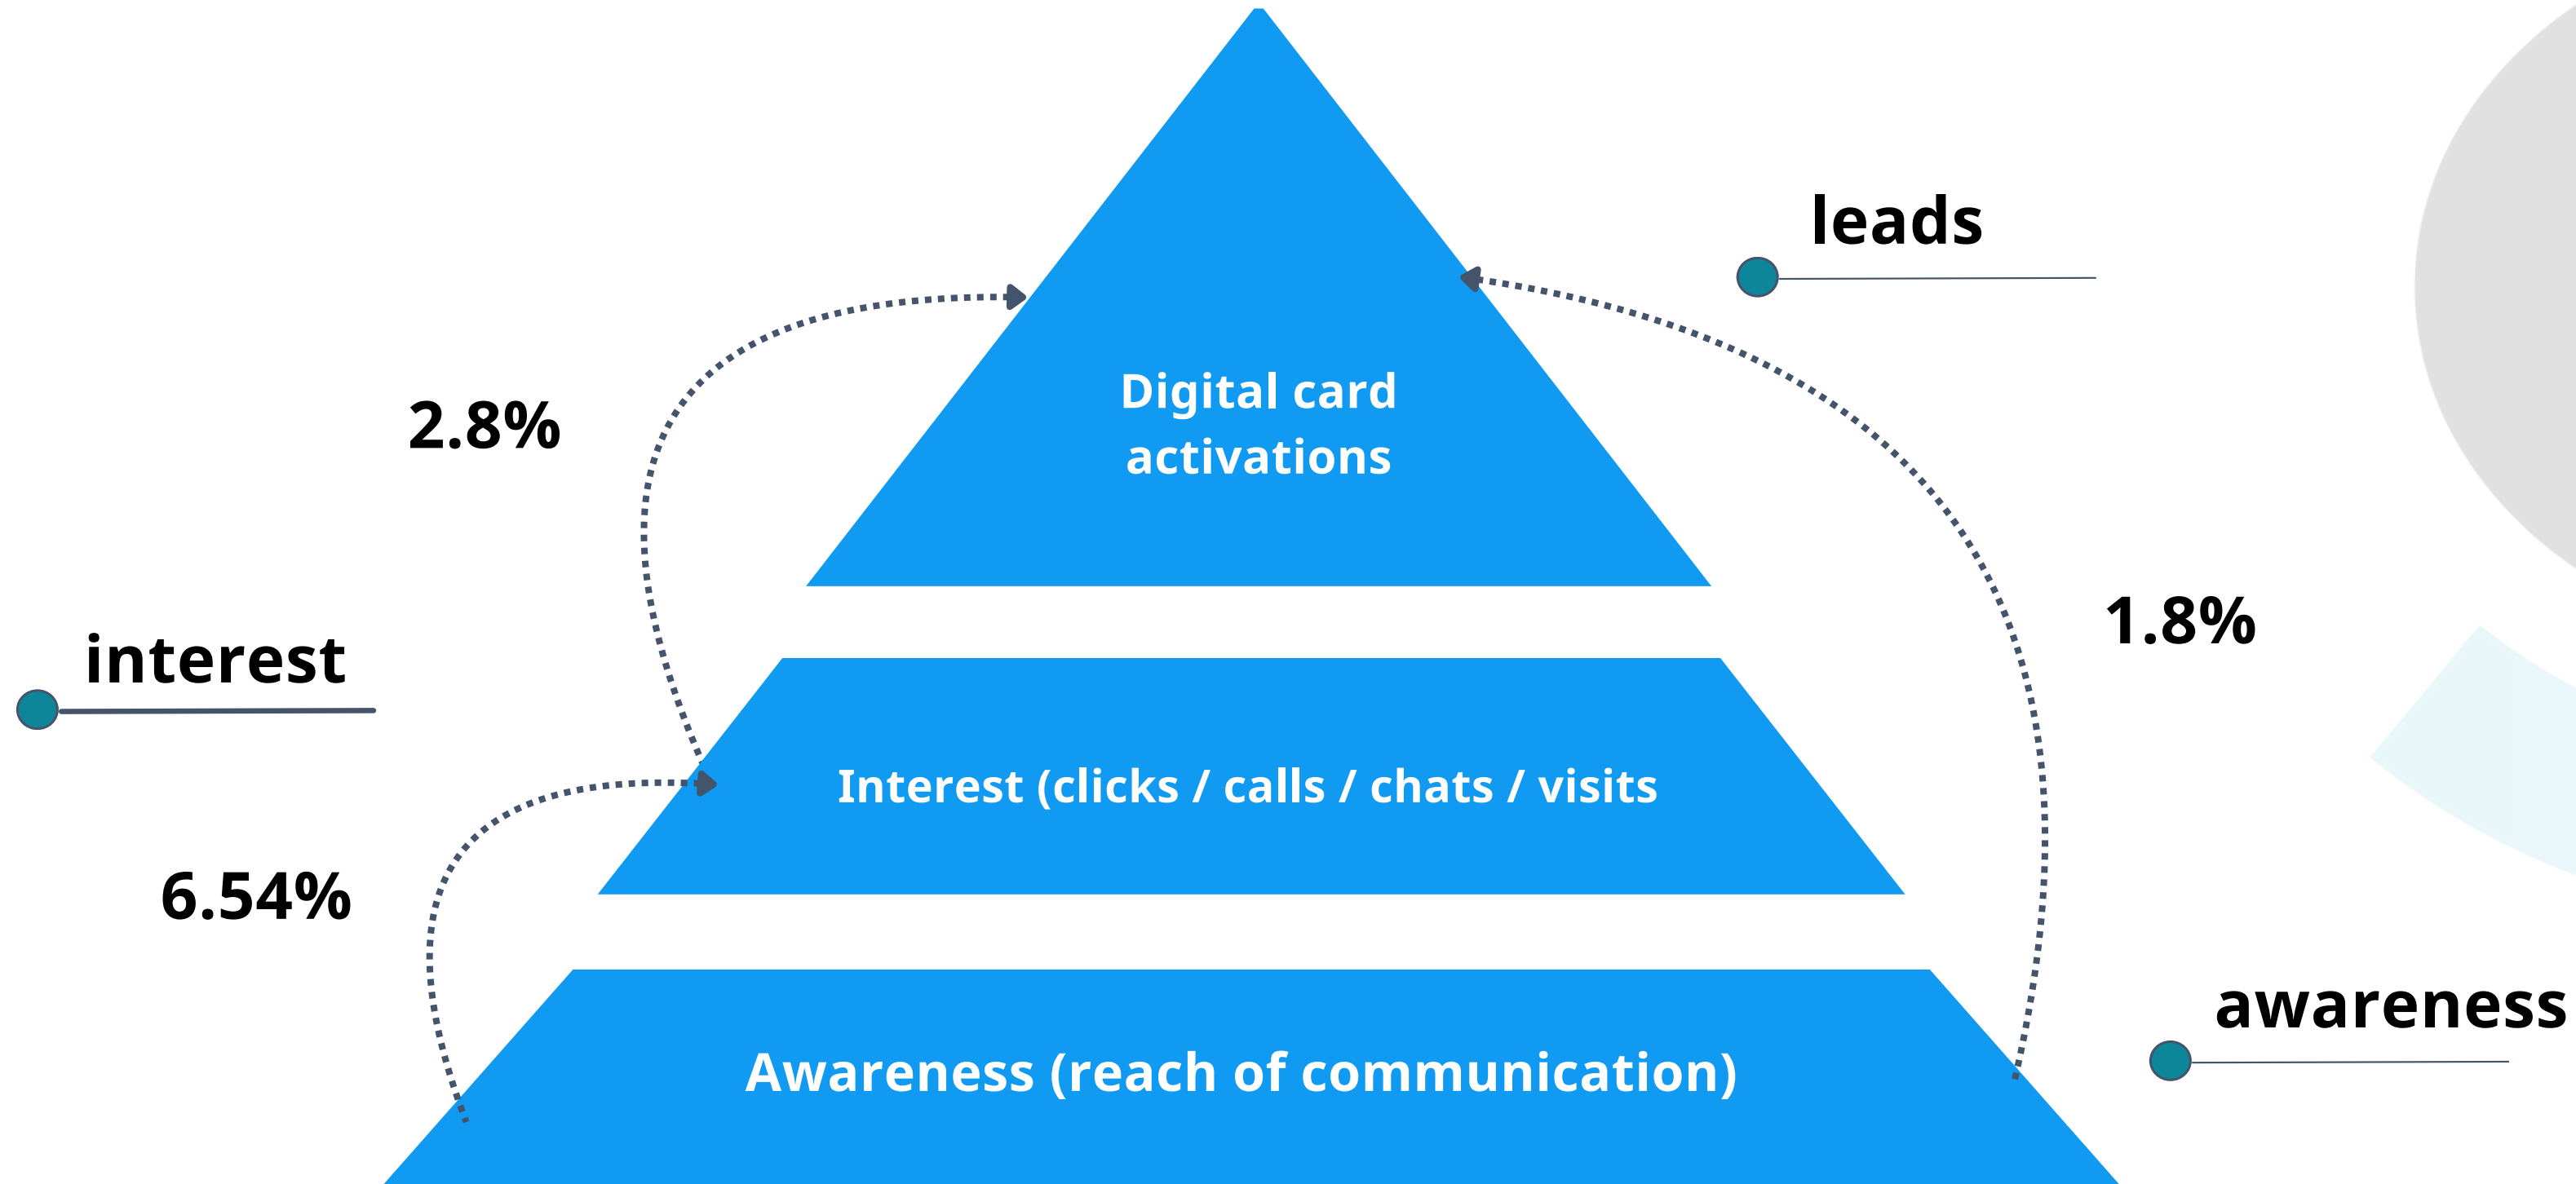 leads
Digital card
activations
2.8%
1.8%
interest
Interest (clicks / calls / chats / visits
6.54%
awareness
Awareness (reach of communication)